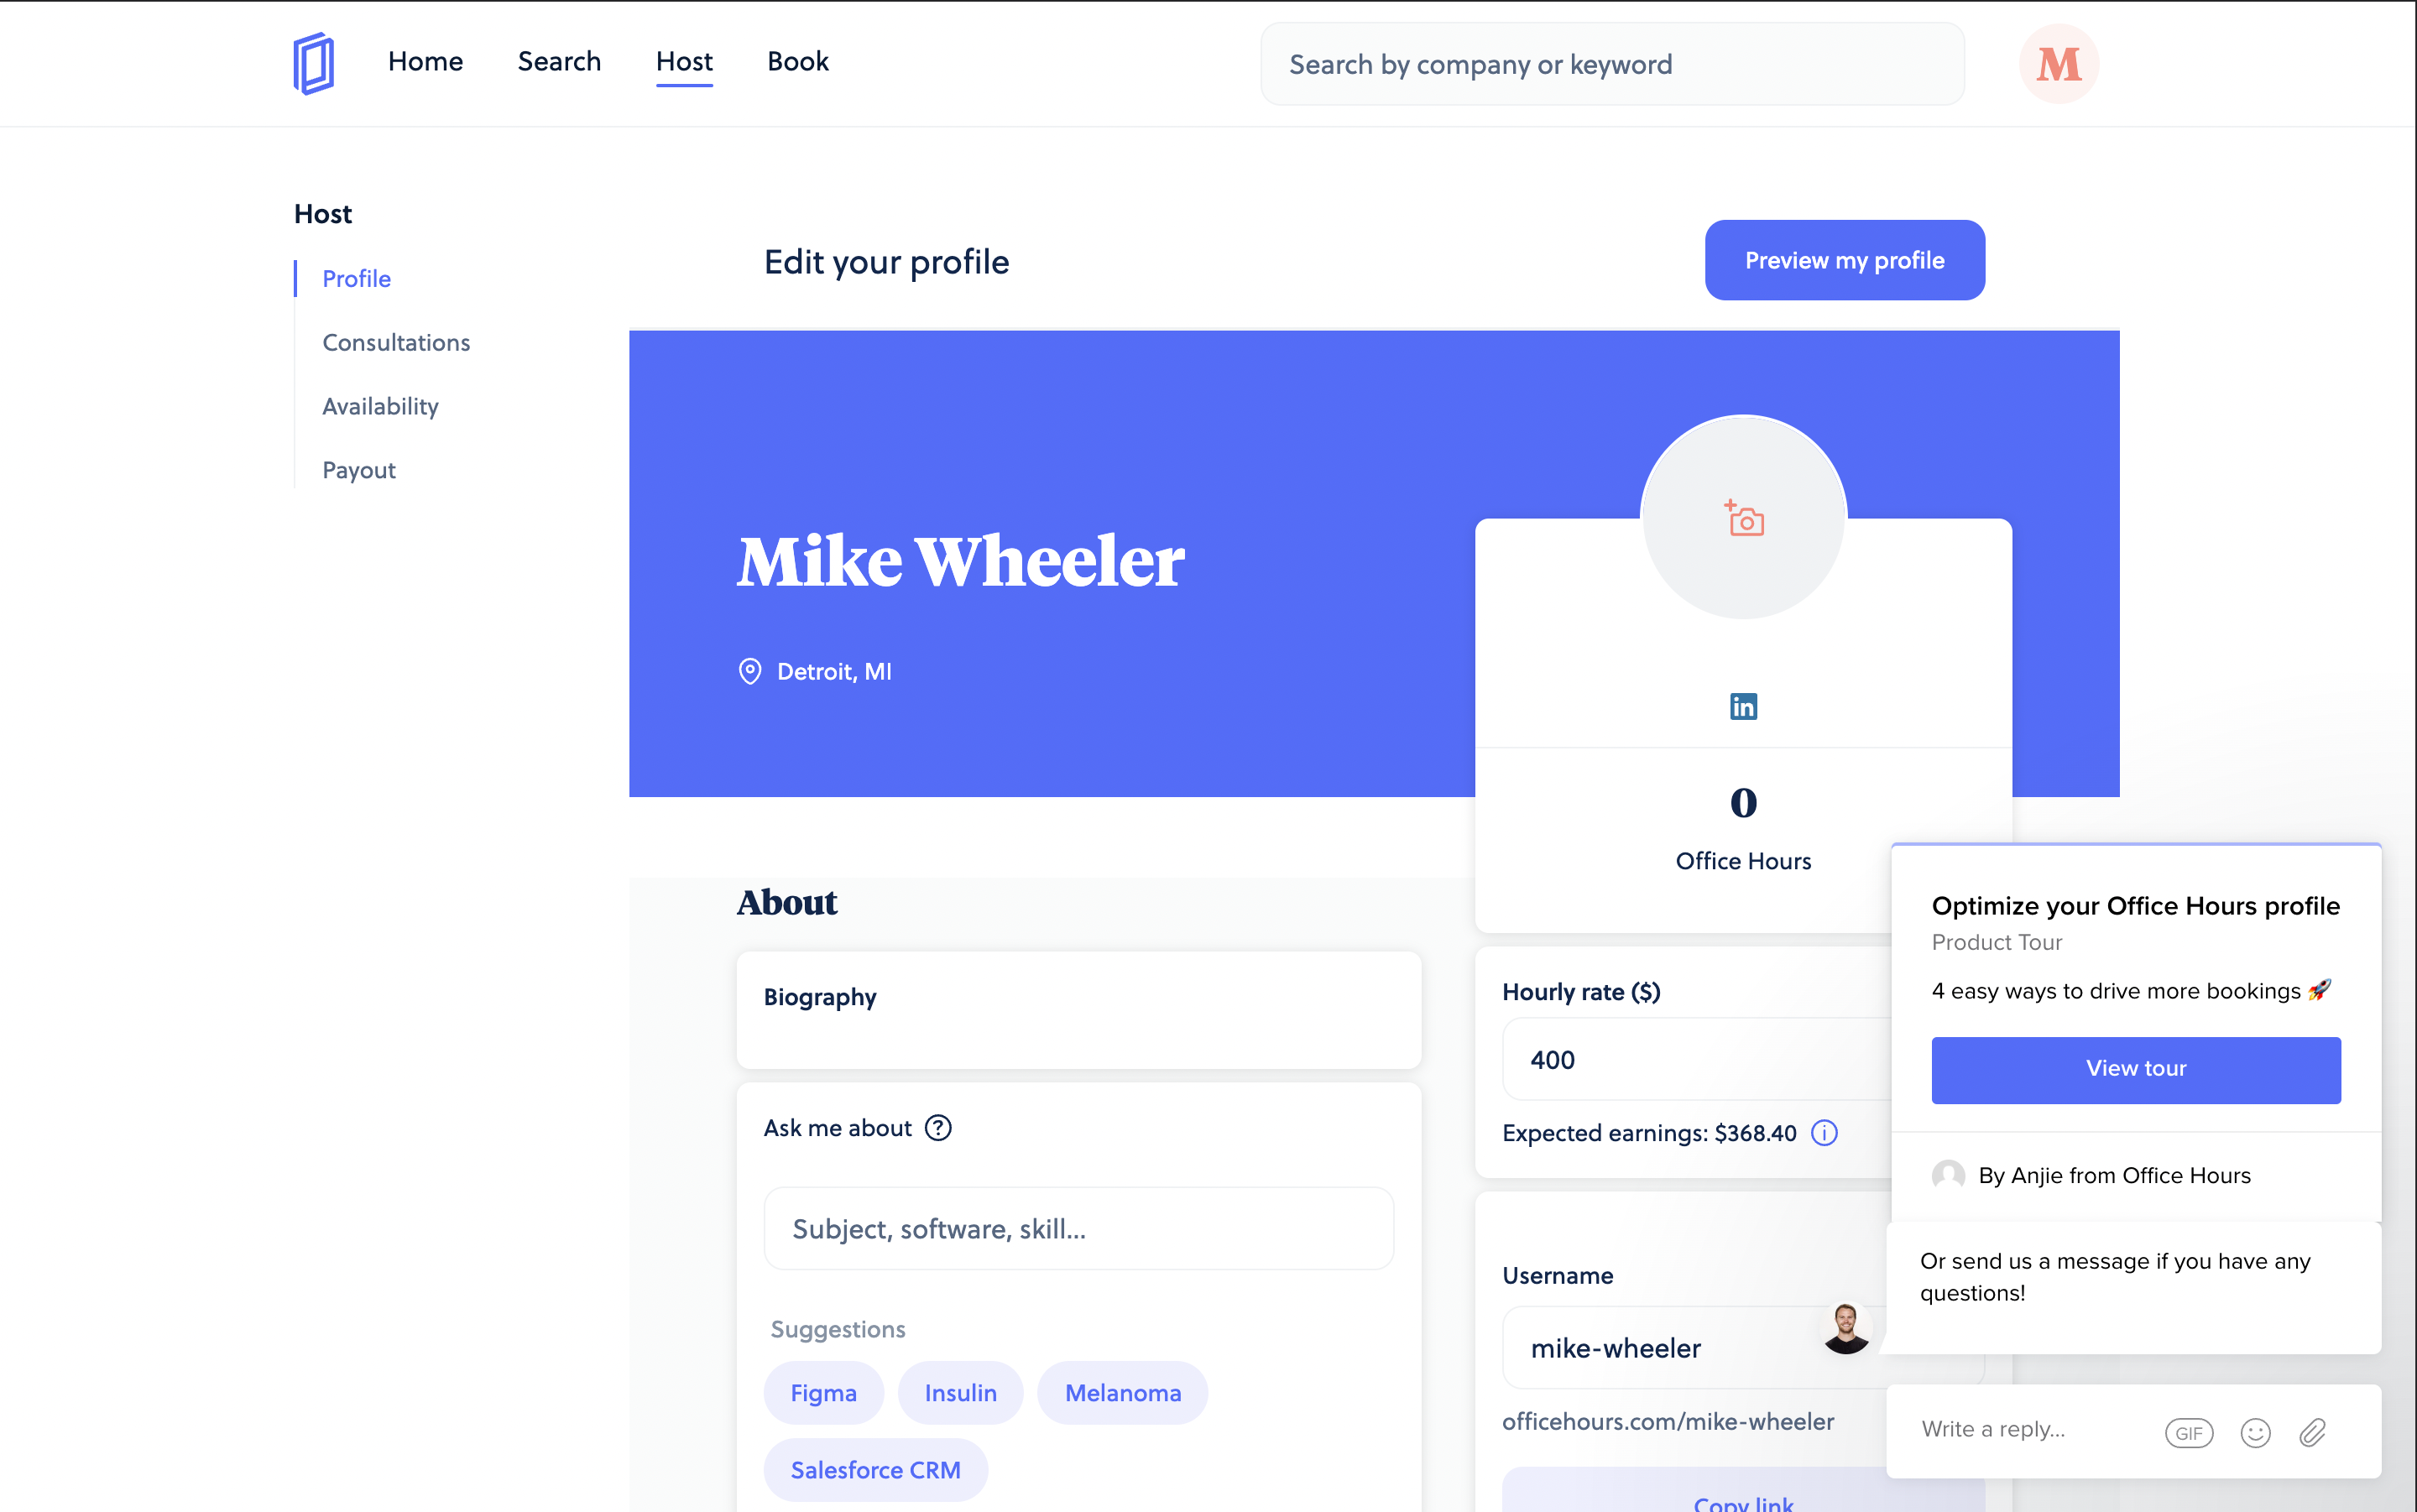 Home Search Host Book
Search by company or keyword
M
Host
Profile
Consultations
Availability
Payout
Edit your profile
Preview my profile
Mike Wheeler
Detroit, MI
in
0
Office Hours
About
Biography
Ask me about ?
Subject, software, skill...
Suggestions
Figma Insulin Melanoma
Salesforce CRM
Hourly rate ($)
400
Expected earnings: $368.40 i
Username
mike-wheeler
officehours.com/mike-wheeler
Copy link
Optimize your Office Hours profile
Product Tour
4 easy ways to drive more bookings 🚀
View tour
By Anjie from Office Hours
Or send us a message if you have any
questions!
Write a reply...
GIF